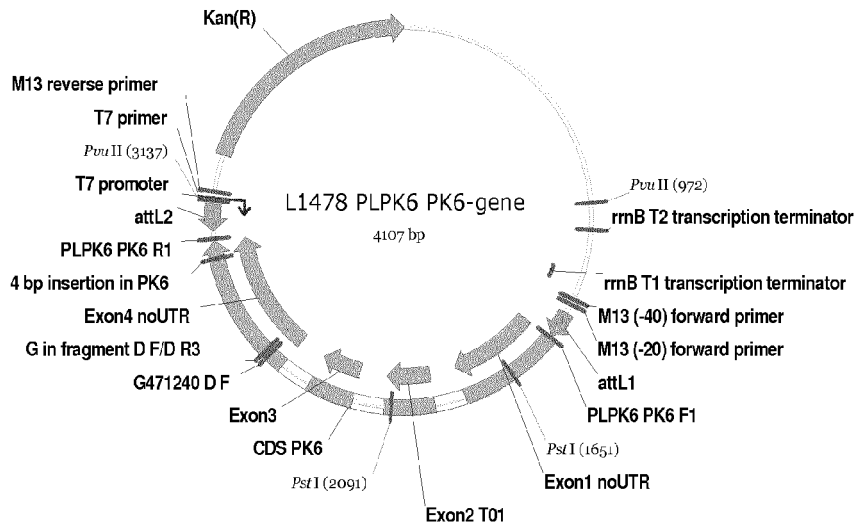 Kan(R)
M13 reverse primer
T7 primer
PvuII (3137)
T7 promoter
attL2
PLPK6 PK6 R1
4 bp insertion in PK6
Exon4 noUTR
G in fragment D F/D R3
G471240 D F
Exon3
CDS PK6
PstI (2091)
Exon2 T01
L1478 PLPK6 PK6-gene
4107 bp
PvuII (972)
rrnB T2 transcription terminator
rrnB T1 transcription terminator
M13 (-40) forward primer
M13 (-20) forward primer
attL1
PLPK6 PK6 F1
PstI (1651)
Exon1 noUTR